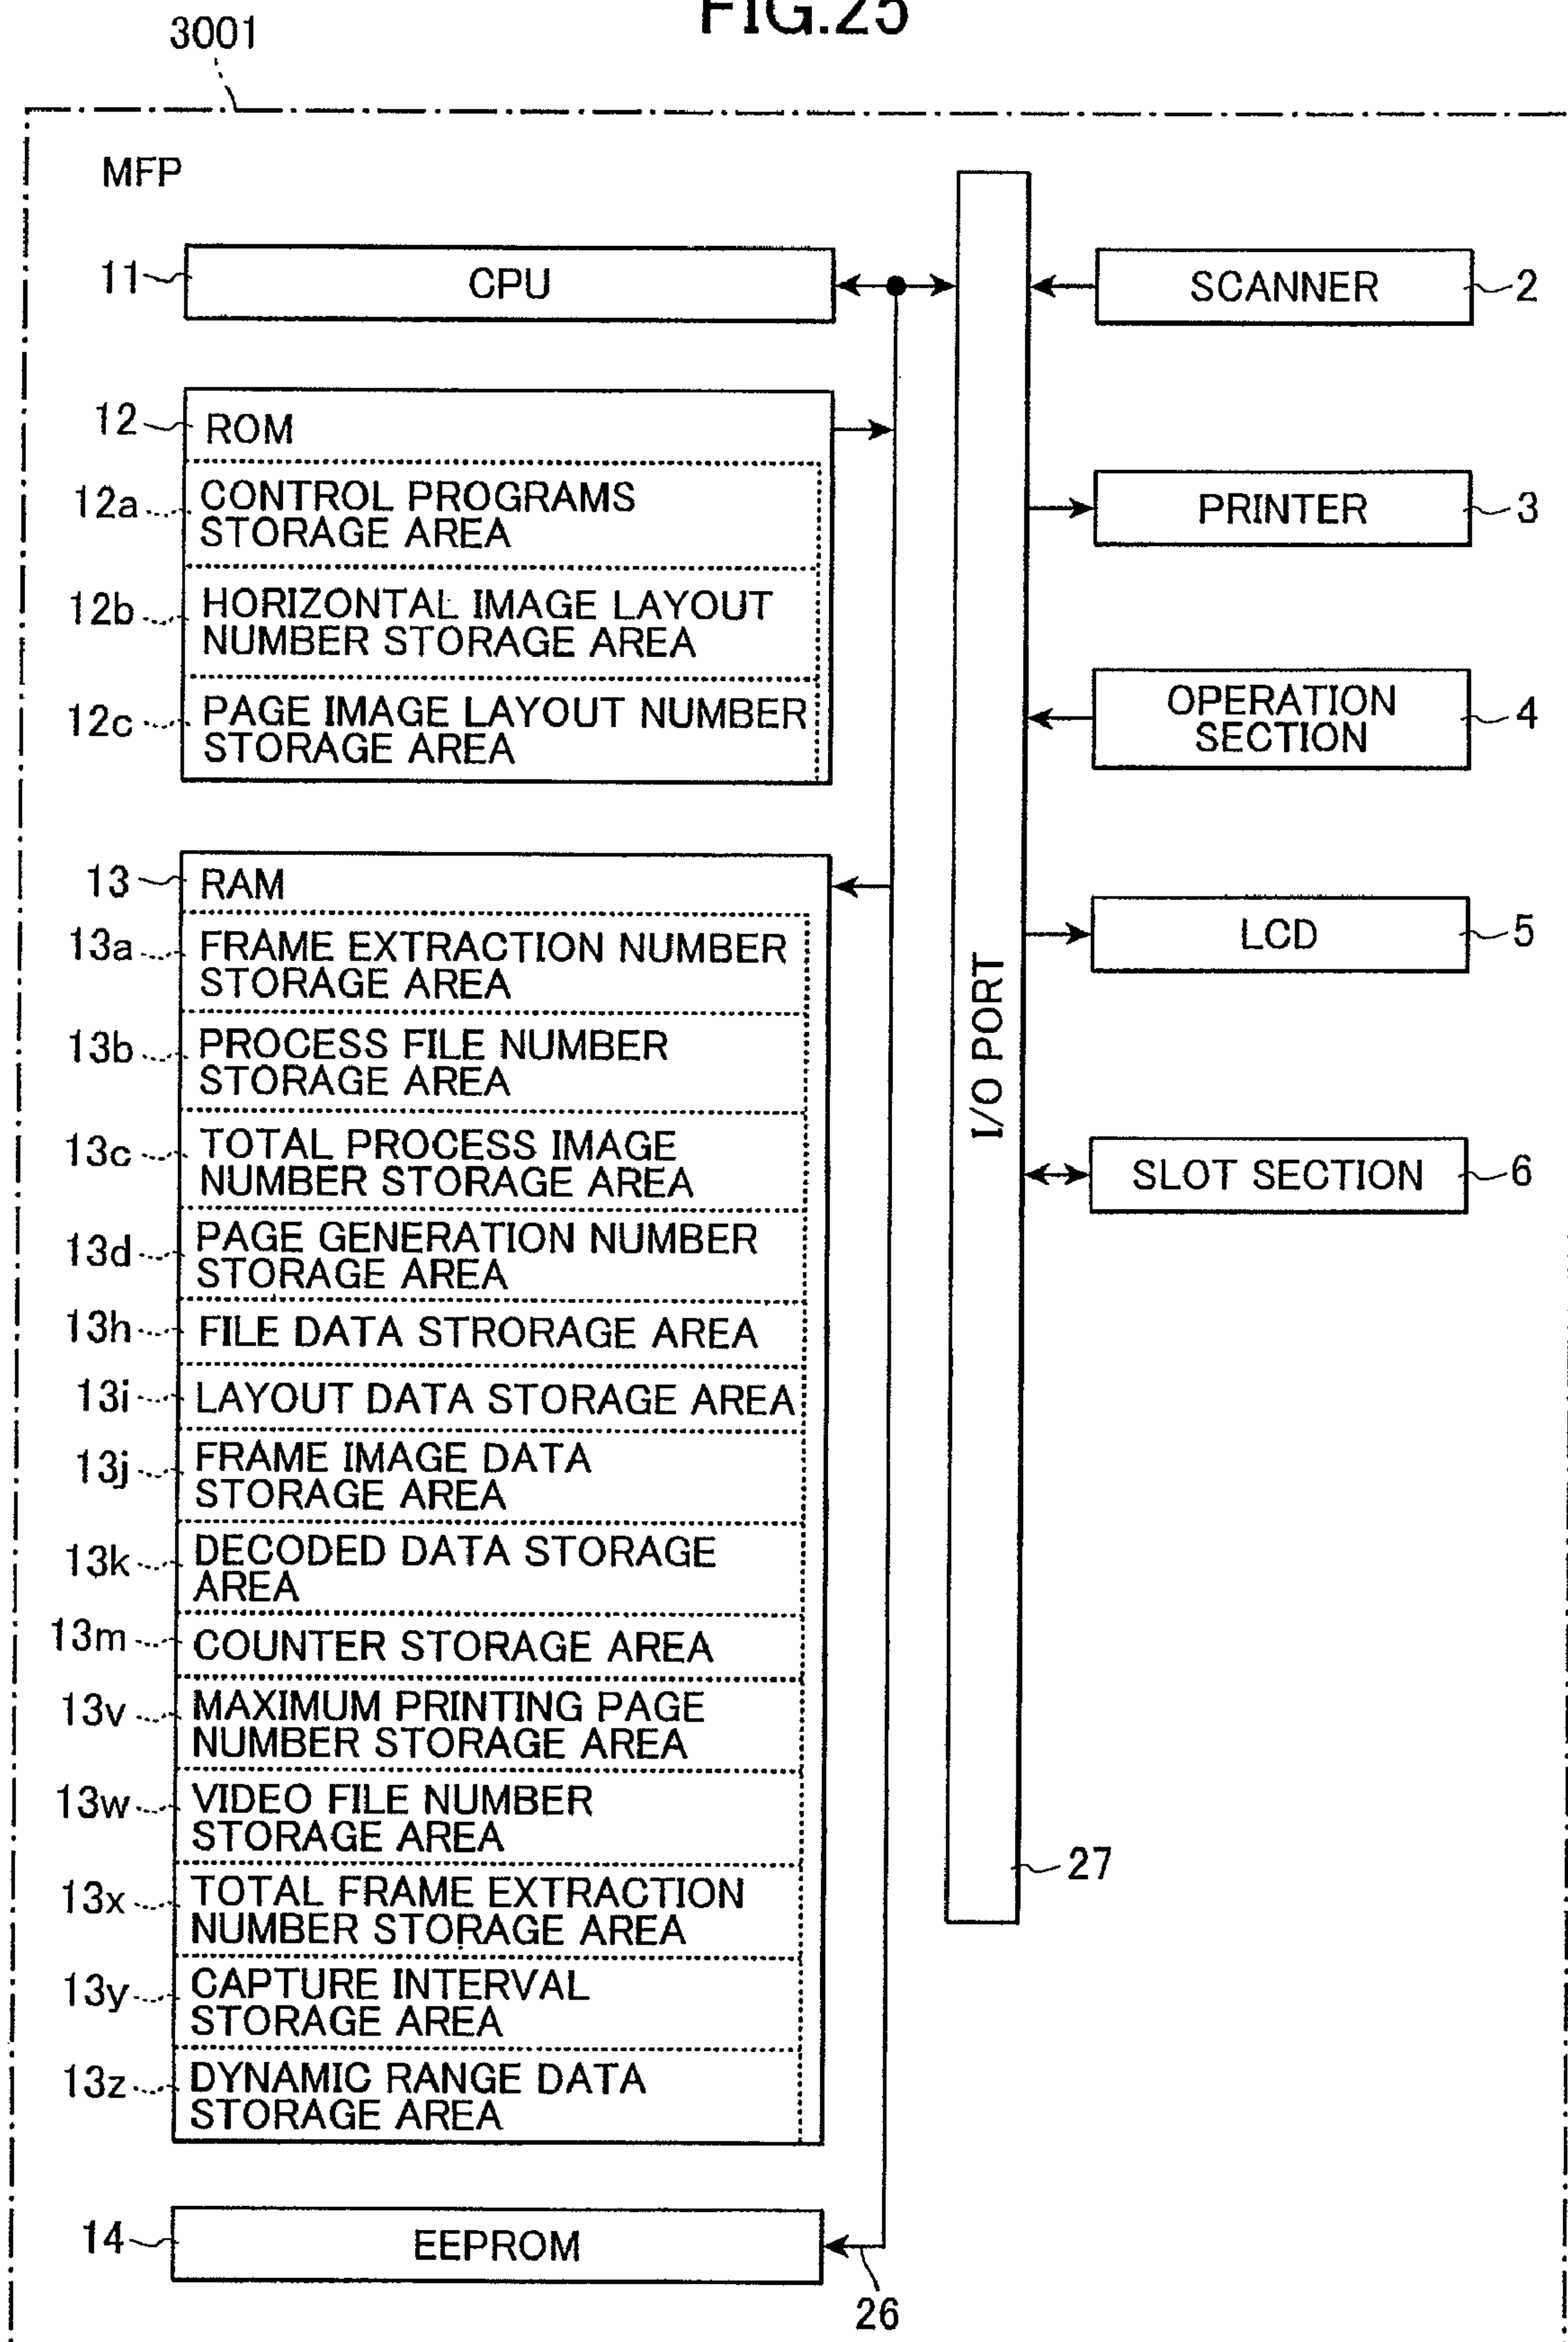 FIG.25
3001
MFP
11
CPU
SCANNER
2
12
ROM
12a
CONTROL PROGRAMS
STORAGE AREA
PRINTER
3
12b
HORIZONTAL IMAGE LAYOUT
NUMBER STORAGE AREA
12c
PAGE IMAGE LAYOUT NUMBER
STORAGE AREA
OPERATION
SECTION
4
13
RAM
13a
FRAME EXTRACTION NUMBER
STORAGE AREA
LCD
5
13b
PROCESS FILE NUMBER
STORAGE AREA
I/O PORT
13c
TOTAL PROCESS IMAGE
NUMBER STORAGE AREA
SLOT SECTION
6
13d
PAGE GENERATION NUMBER
STORAGE AREA
13h
FILE DATA STRORAGE AREA
13i
LAYOUT DATA STORAGE AREA
13j
FRAME IMAGE DATA
STORAGE AREA
13k
DECODED DATA STORAGE
AREA
13m
COUNTER STORAGE AREA
13v
MAXIMUM PRINTING PAGE
NUMBER STORAGE AREA
13w
VIDEO FILE NUMBER
STORAGE AREA
27
13x
TOTAL FRAME EXTRACTION
NUMBER STORAGE AREA
13y
CAPTURE INTERVAL
STORAGE AREA
13z
DYNAMIC RANGE DATA
STORAGE AREA
14
EEPROM
26